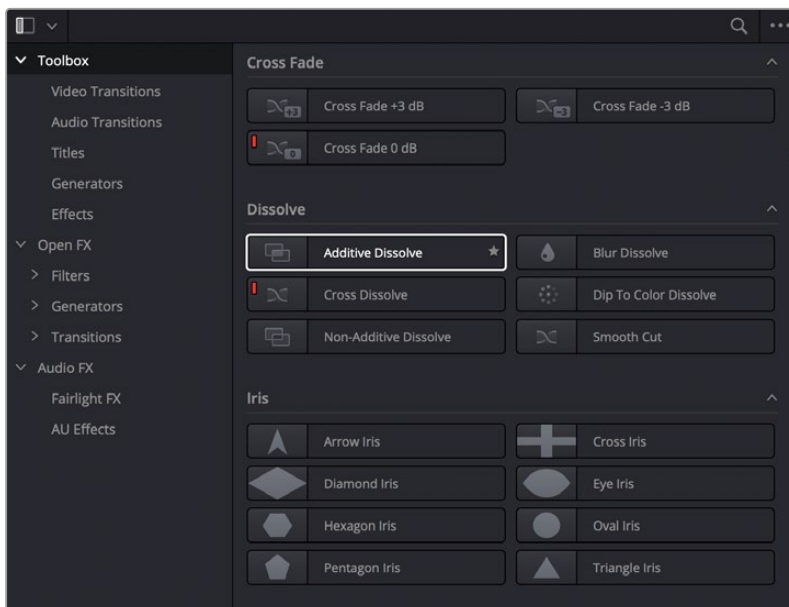 Toolbox
Video Transitions
Audio Transitions
Titles
Generators
Effects
Open FX
Filters
Generators
Transitions
Audio FX
Fairlight FX
AU Effects
Cross Fade
+3 Cross Fade +3 dB
-3 Cross Fade -3 dB
0 Cross Fade 0 dB
Dissolve
Additive Dissolve
Blur Dissolve
Cross Dissolve
Dip To Color Dissolve
Non-Additive Dissolve
Smooth Cut
Iris
Arrow Iris
Cross Iris
Diamond Iris
Eye Iris
Hexagon Iris
Oval Iris
Pentagon Iris
Triangle Iris